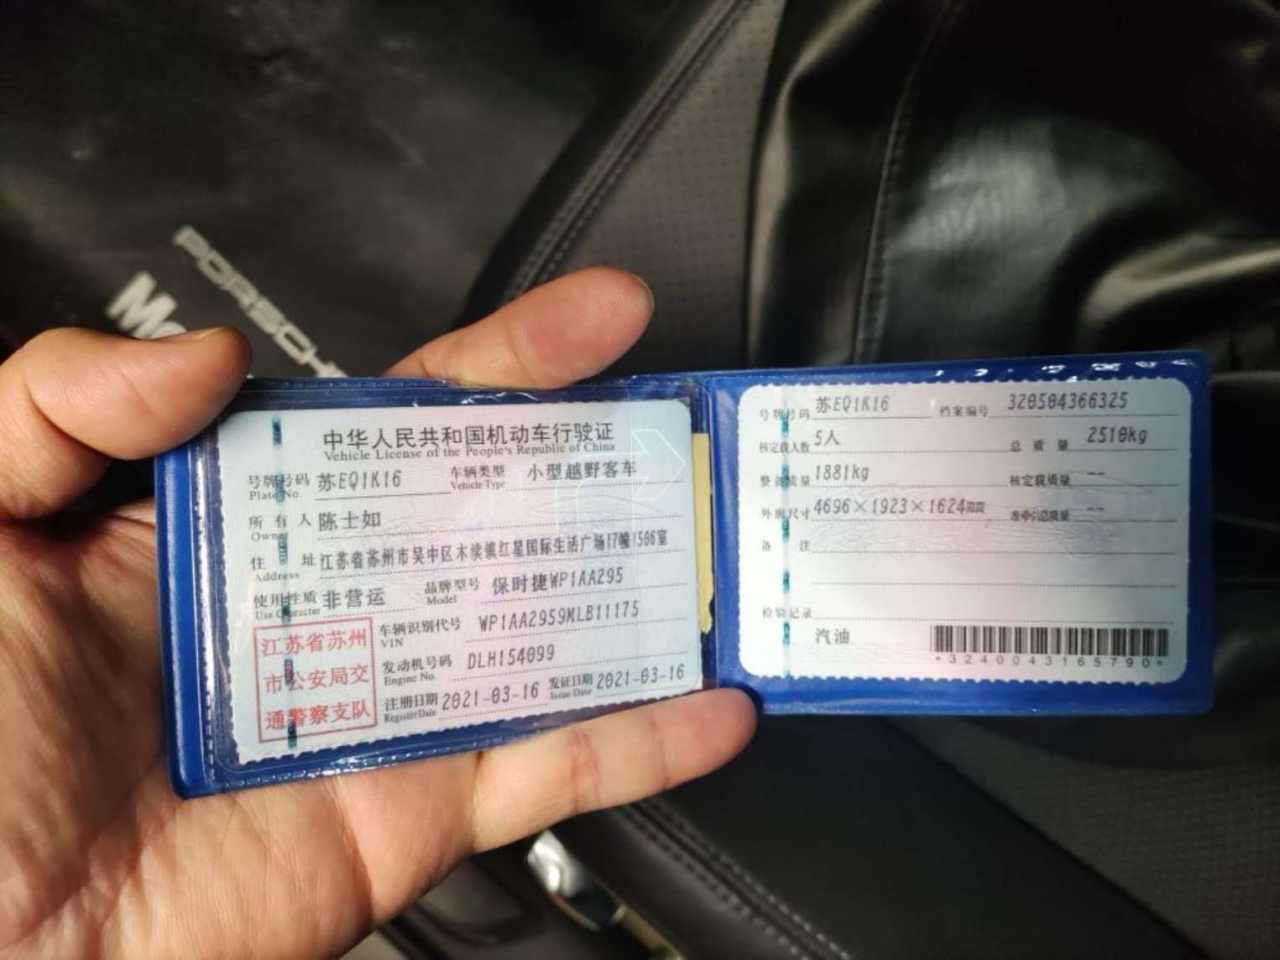 PORSCHE
中华人民共和国机动车行驶证
Vehicle License of the People's Republic of China
号牌号码 苏EQ1K16 车辆类型 小型越野客车
Plate No. Vehicle Type
所有人 陈士如
Owner
住址 江苏省苏州市吴中区木渎镇红星国际生活广场17幢1506室
Address
使用性质 非营运 品牌型号 保时捷WP1AA295
Use Character Model
江苏省苏州
市公安局交
通警察支队
车辆识别代号 WP1AA2959MLB11175
VIN
发动机号码 DLH154099
Engine No.
注册日期 2021-03-16 发证日期 2021-03-16
Register Date Issue Date
号牌号码 苏EQ1K16 档案编号 320504366325
核定载人数 5人 总质量 2510kg
整备质量 1881kg 核定载质量 --
外廓尺寸 4696×1923×1624mm 准牵引总质量 --
备注
检验记录
汽油
*3240043165790*